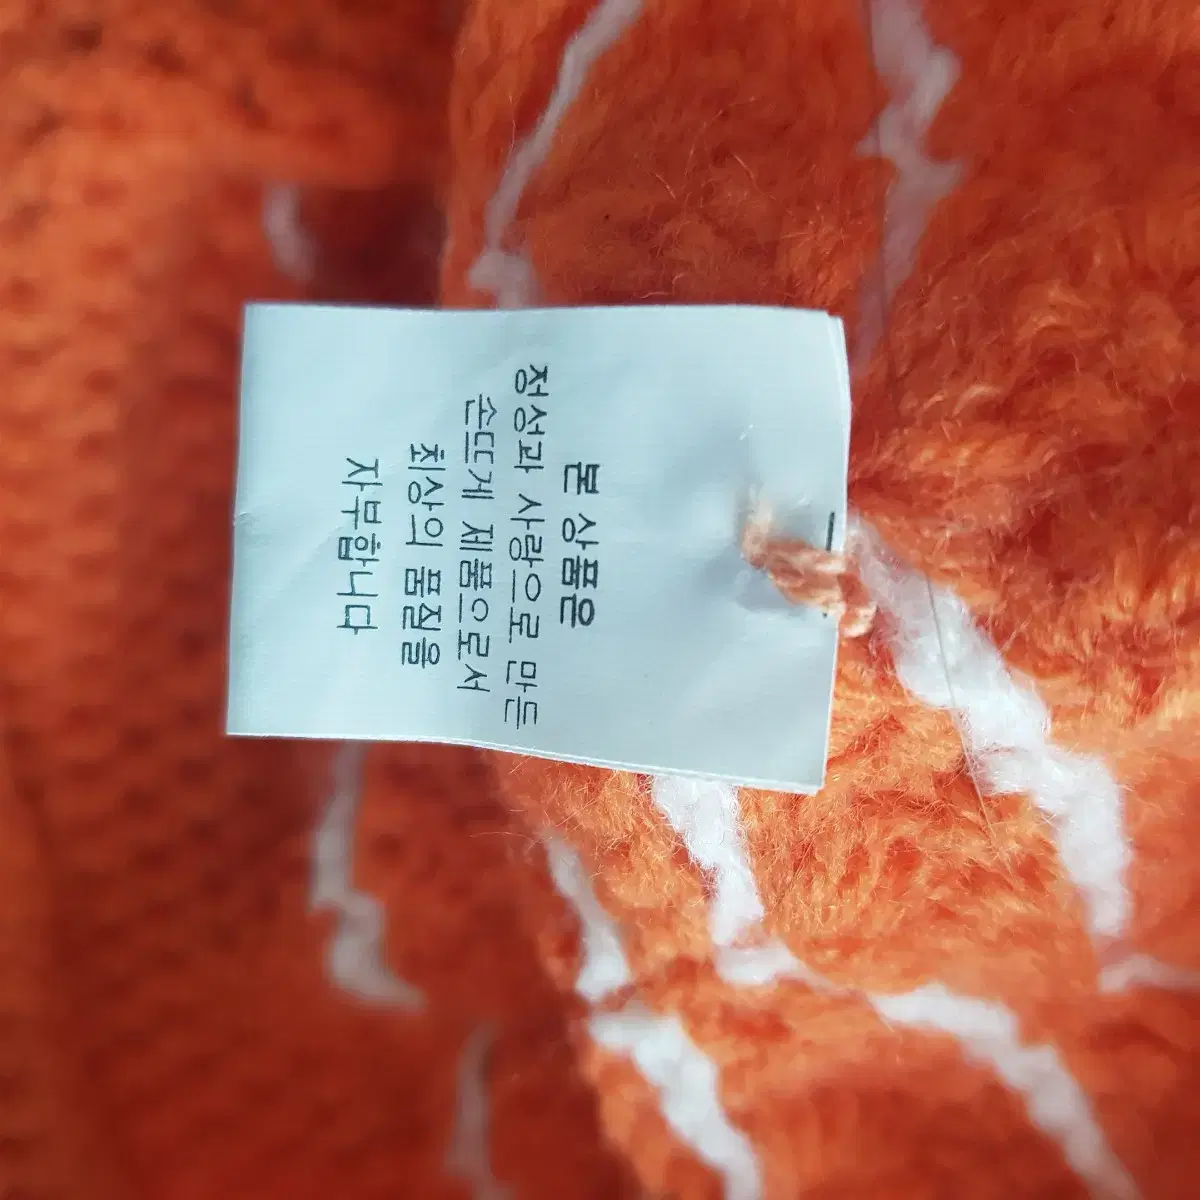 본 상품은
정성과 사랑으로 만든
손뜨게 제품으로서
최상의 품질을
자부합니다